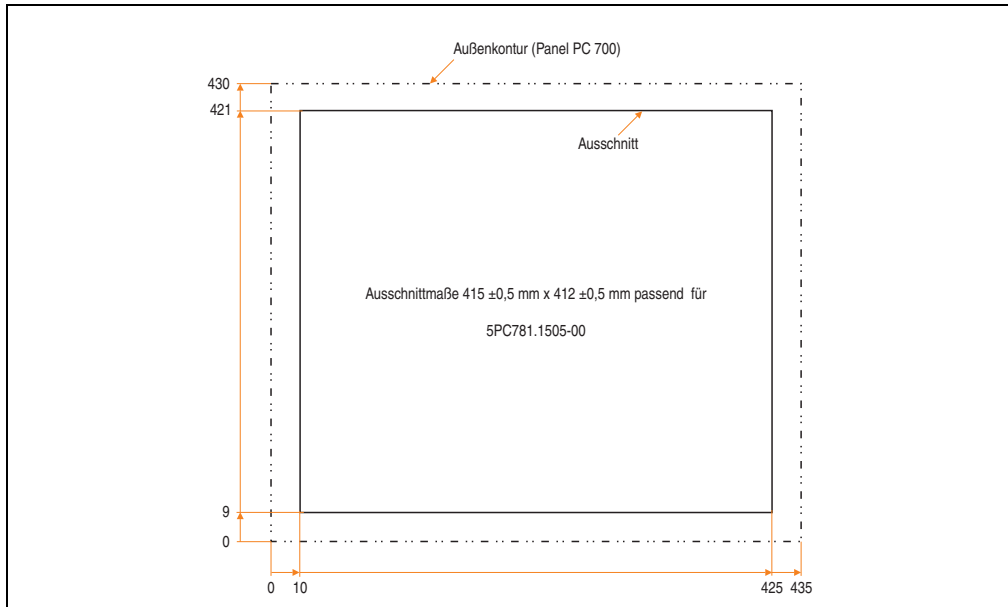 Außenkontur (Panel PC 700)
430
421
Ausschnitt
Ausschnittmaße 415 ±0,5 mm x 412 ±0,5 mm passend für
5PC781.1505-00
9
0
0 10 425 435